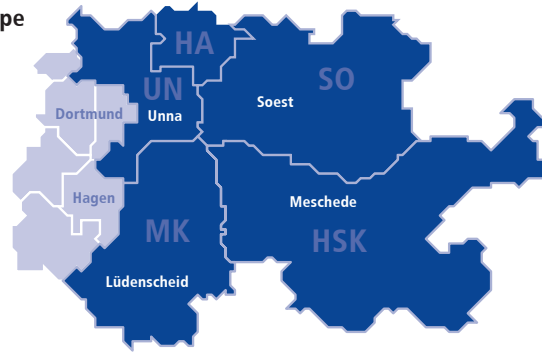 pe
HA
UN
SO
Dortmund
Unna
Soest
Hagen
Meschede
MK
HSK
Lüdenscheid